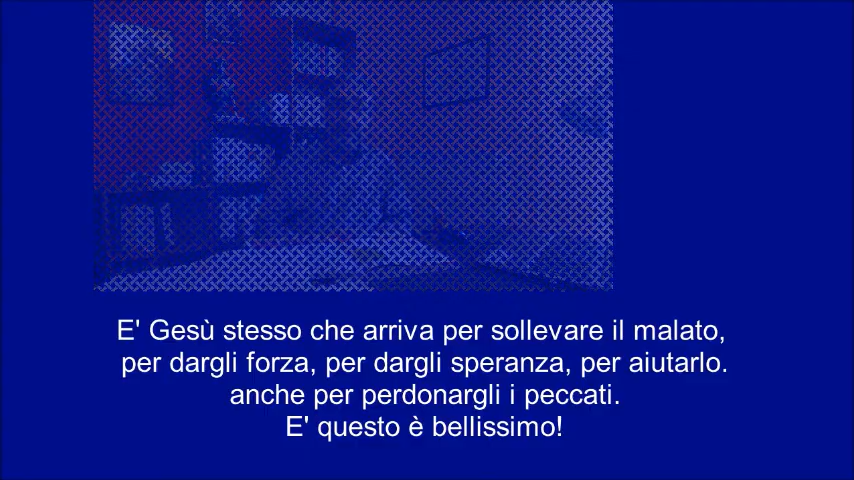 E' Gesù stesso che arriva per sollevare il malato,
per dargli forza, per dargli speranza, per aiutarlo.
anche per perdonargli i peccati.
E' questo è bellissimo!